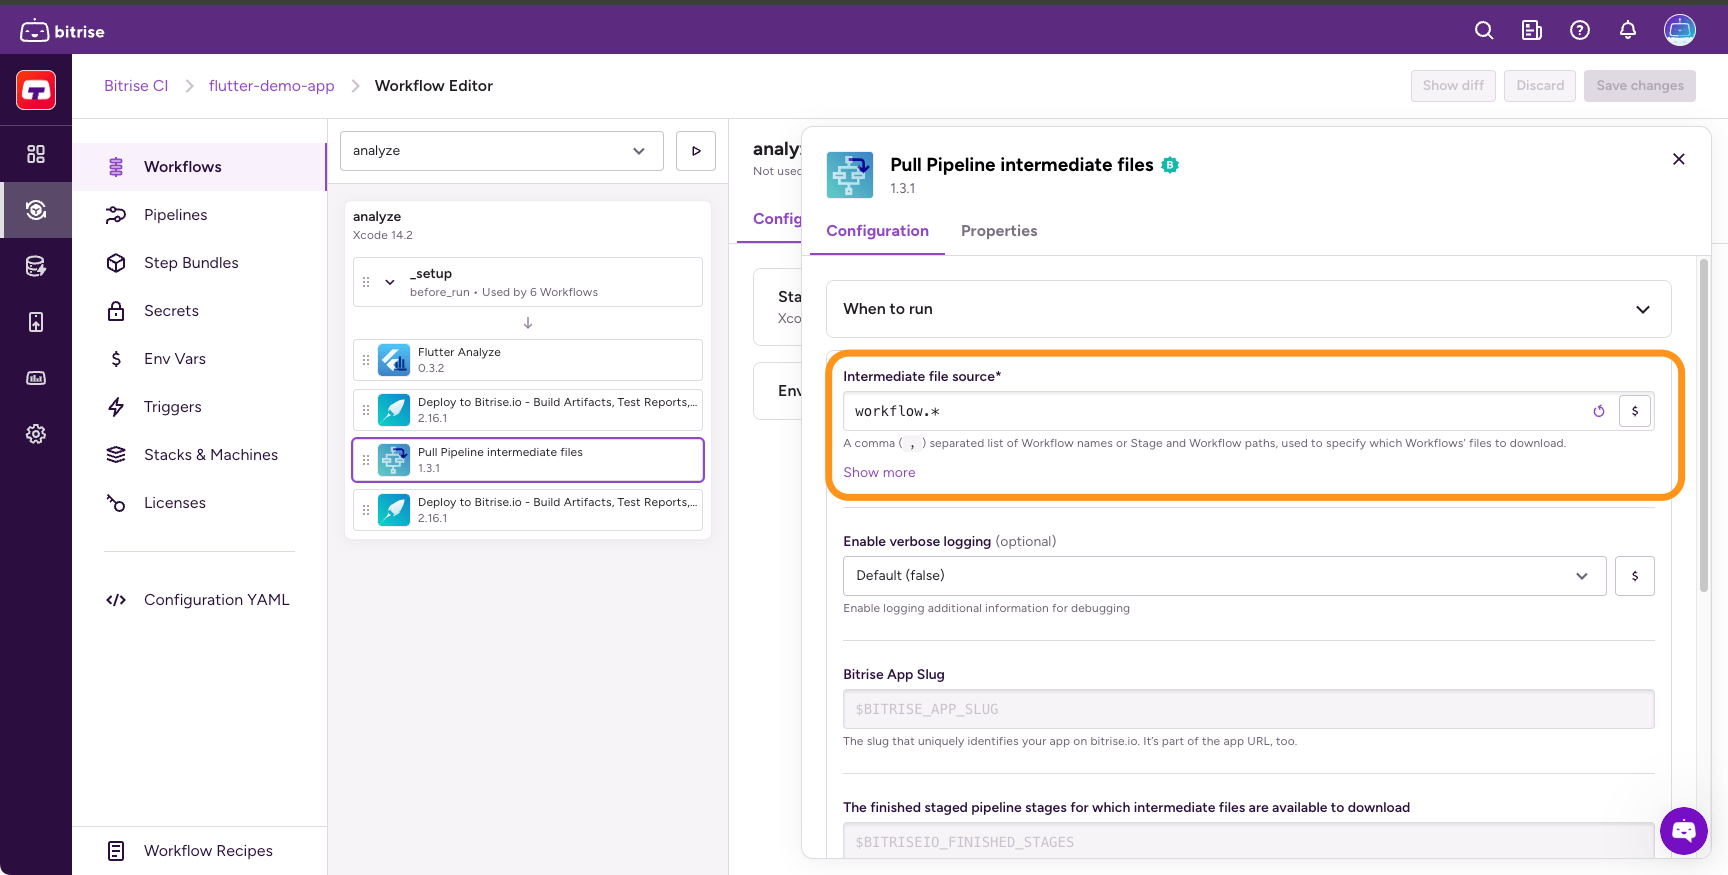 bitrise
Bitrise CI
flutter-demo-app
Workflow Editor
Show diff
Discard
Save changes
Workflows
Pipelines
Step Bundles
Secrets
$ Env Vars
Triggers
Stacks & Machines
Licenses
</> Configuration YAML
Workflow Recipes
analyze
analyze
Xcode 14.2
_setup
before_run • Used by 6 Workflows
Flutter Analyze
0.3.2
Deploy to Bitrise.io - Build Artifacts, Test Reports,...
2.16.1
Pull Pipeline intermediate files
1.3.1
Deploy to Bitrise.io - Build Artifacts, Test Reports,...
2.16.1
analy
Not used
Config
Sta
Xco
Env
Pull Pipeline intermediate files
1.3.1
Configuration
Properties
When to run
Intermediate file source*
workflow.*
$
A comma ( , ) separated list of Workflow names or Stage and Workflow paths, used to specify which Workflows' files to download.
Show more
Enable verbose logging (optional)
Default (false)
$
Enable logging additional information for debugging
Bitrise App Slug
$BITRISE_APP_SLUG
The slug that uniquely identifies your app on bitrise.io. It's part of the app URL, too.
The finished staged pipeline stages for which intermediate files are available to download
$BITRISEIO_FINISHED_STAGES